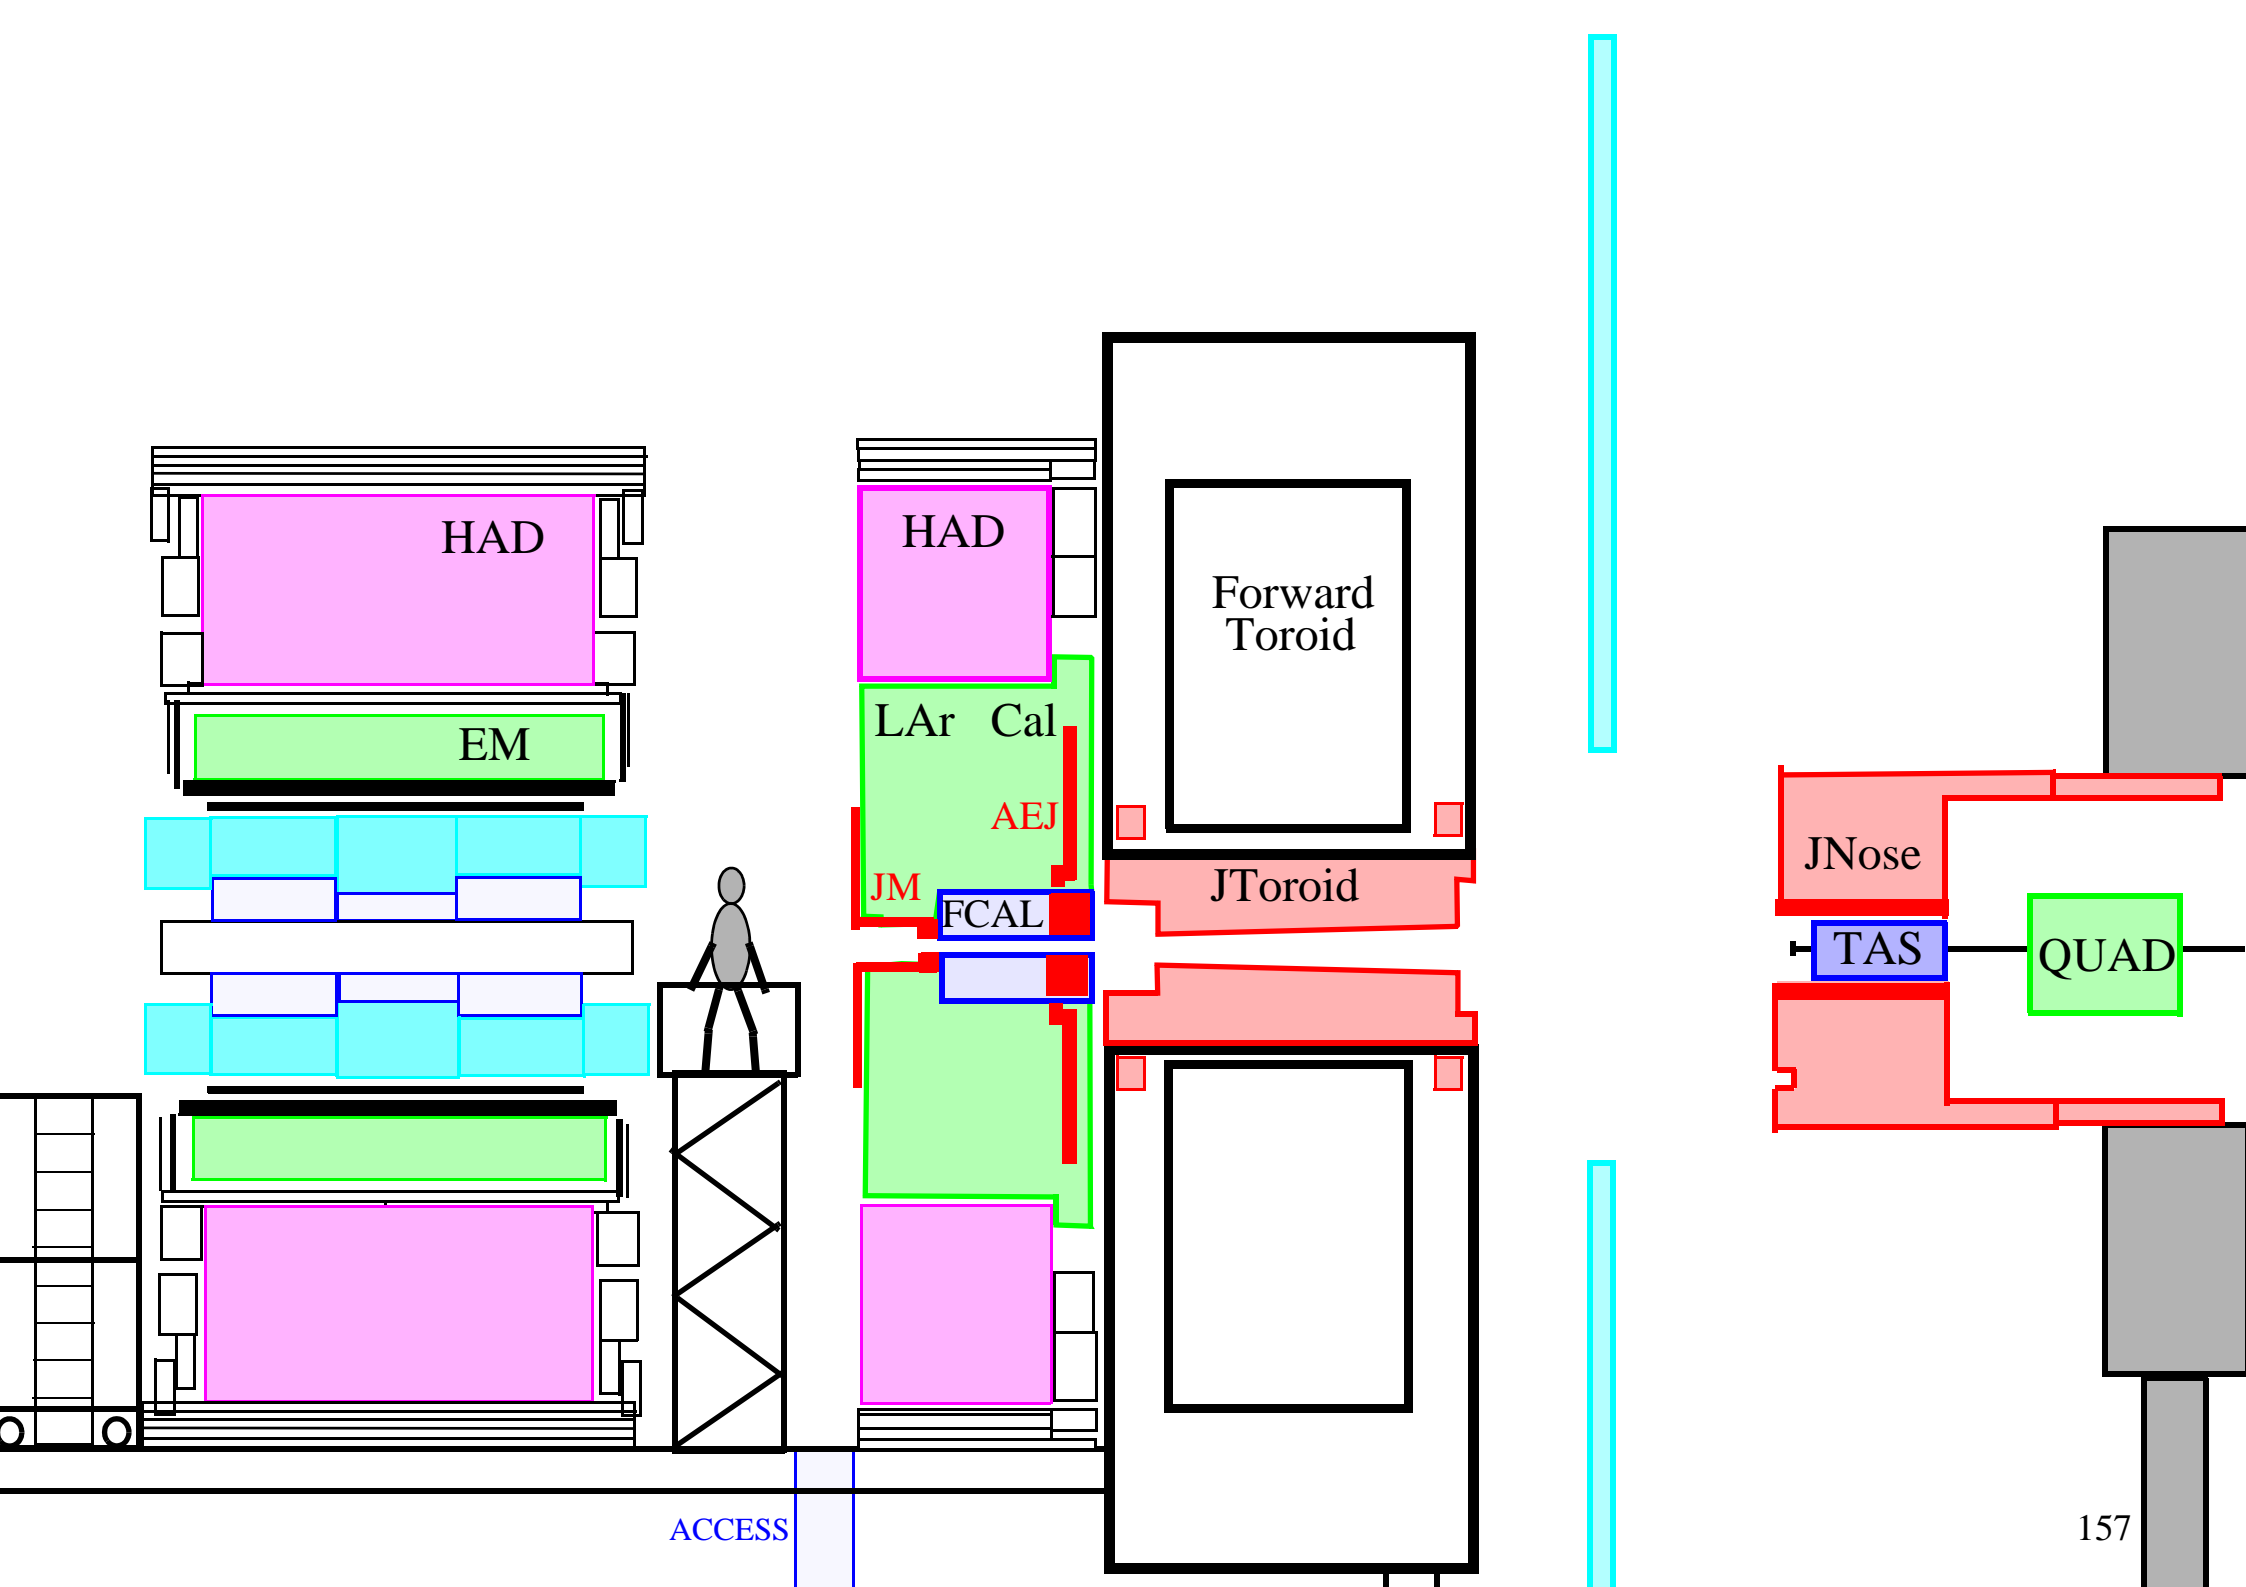 HAD
EM
HAD
LAr Cal
AEJ
JM
FCAL
Forward
Toroid
JToroid
JNose
TAS
QUAD
ACCESS
157